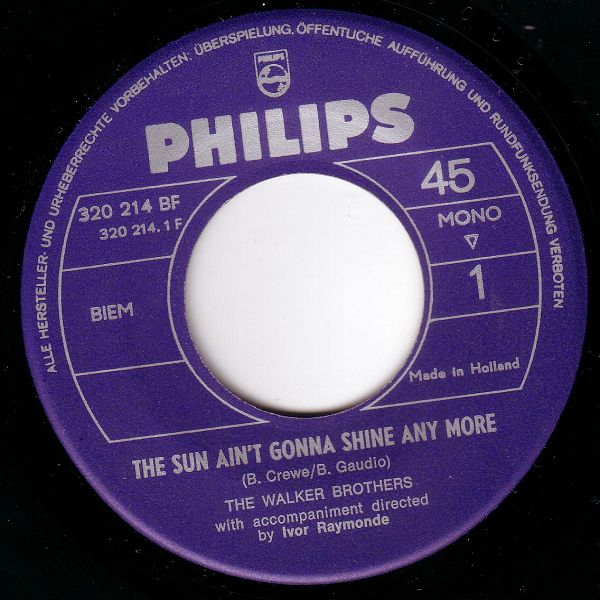 ALLE HERSTELLER- UND URHEBERRECHTE VORBEHALTEN. ÜBERSPIELUNG, ÖFFENTLICHE AUFFÜHRUNG UND RUNDFUNKSENDUNG VERBOTEN
PHILIPS
PHILIPS
320 214 BF
320 214.1 F
BIEM
45
MONO
▽
1
Made in Holland
THE SUN AIN'T GONNA SHINE ANY MORE
(B. Crewe/B. Gaudio)
THE WALKER BROTHERS
with accompaniment directed
by Ivor Raymonde